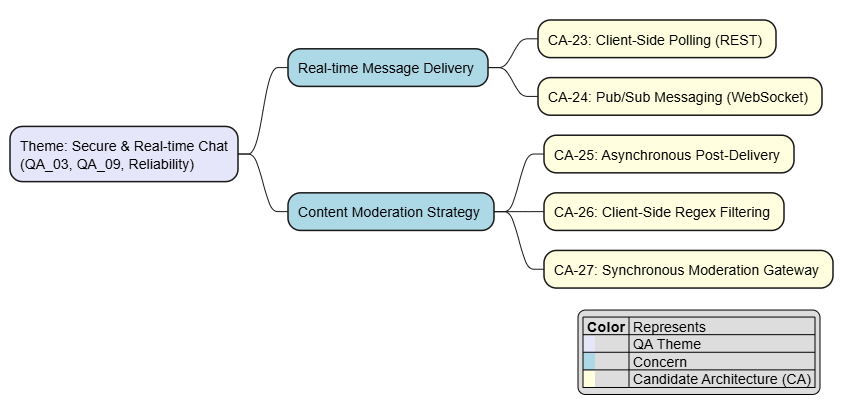 Theme: Secure & Real-time Chat
(QA_03, QA_09, Reliability)
Real-time Message Delivery
CA-23: Client-Side Polling (REST)
CA-24: Pub/Sub Messaging (WebSocket)
Content Moderation Strategy
CA-25: Asynchronous Post-Delivery
CA-26: Client-Side Regex Filtering
CA-27: Synchronous Moderation Gateway
Color Represents
QA Theme
Concern
Candidate Architecture (CA)